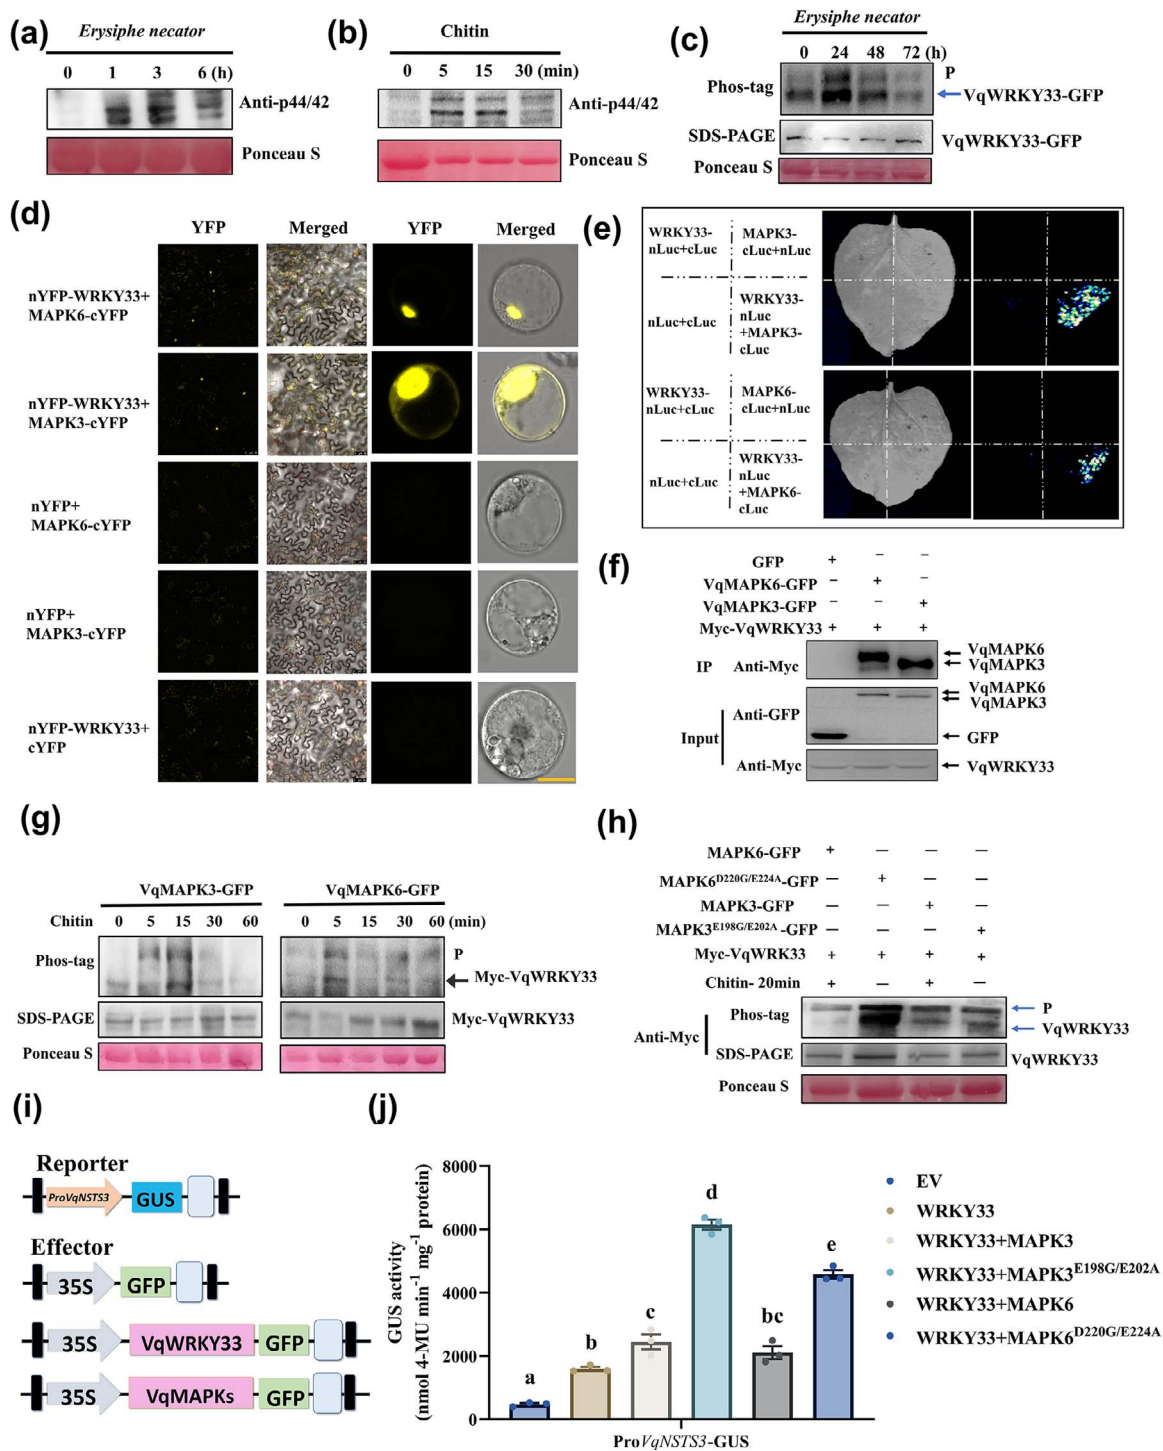 (a)
Erysiphe necator
0 1 3 6 (h)
Anti-p44/42
Ponceau S
(b)
Chitin
0 5 15 30 (min)
Anti-p44/42
Ponceau S
(c)
Erysiphe necator
0 24 48 72 (h)
Phos-tag
P
VqWRKY33-GFP
SDS-PAGE
VqWRKY33-GFP
Ponceau S
(d)
YFP Merged YFP Merged
nYFP-WRKY33+
MAPK6-cYFP
nYFP-WRKY33+
MAPK3-cYFP
nYFP+
MAPK6-cYFP
nYFP+
MAPK3-cYFP
nYFP-WRKY33+
cYFP
(e)
WRKY33-
nLuc+cLuc
MAPK3-
cLuc+nLuc
nLuc+cLuc
WRKY33-
nLuc
+MAPK3-
cLuc
WRKY33-
nLuc+cLuc
MAPK6-
cLuc+nLuc
nLuc+cLuc
WRKY33-
nLuc
+MAPK6-
cLuc
(f)
GFP + − −
VqMAPK6-GFP − + −
VqMAPK3-GFP − − +
Myc-VqWRKY33 + + +
IP Anti-Myc
VqMAPK6
VqMAPK3
Input
Anti-GFP
VqMAPK6
VqMAPK3
GFP
Anti-Myc
VqWRKY33
(g)
VqMAPK3-GFP VqMAPK6-GFP
Chitin 0 5 15 30 60 0 5 15 30 60 (min)
Phos-tag
P
Myc-VqWRKY33
SDS-PAGE
Myc-VqWRKY33
Ponceau S
(h)
MAPK6-GFP + — — —
MAPK6D220G/E224A-GFP — + — —
MAPK3-GFP — — + —
MAPK3E198G/E202A -GFP — — — +
Myc-VqWRK33 + + + +
Chitin- 20min + — + —
Anti-Myc
Phos-tag
P
VqWRKY33
SDS-PAGE
VqWRKY33
Ponceau S
(i)
Reporter
ProVqNSTS3 GUS
Effector
35S GFP
35S VqWRKY33 GFP
35S VqMAPKs GFP
(j)
GUS activity
(nmol 4-MU min-1 mg-1 protein)
8000
6000
4000
2000
0
a b c d bc e
ProVqNSTS3-GUS
EV
WRKY33
WRKY33+MAPK3
WRKY33+MAPK3E198G/E202A
WRKY33+MAPK6
WRKY33+MAPK6D220G/E224A